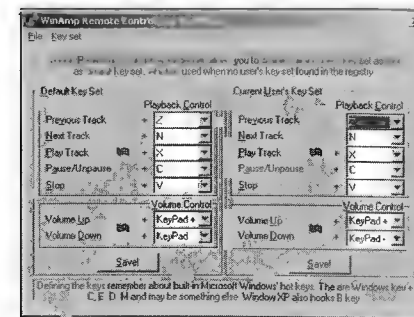 WinAmp Remote Control
File Key set
you to set as
as Key set. used when no user's key set found in the registry
Default Key Set Current User's Key Set
Playback Control Playback Control
Previous Track + Z Previous Track +
Next Track + N Next Track N
Play Track + X Play Track + X
Pause/Unpause + C Pause/Unpause + C
Stop + V Stop + V
Volume Control Volume Control
Volume Up + KeyPad + Volume Up + KeyPad +
Volume Down + KeyPad Volume Down + KeyPad -
Save! Save!
Defining the keys remember about built-in Microsoft Windows' hot keys. The are Windows key +
C, E, D, M and may be something else. Window XP also hooks B key